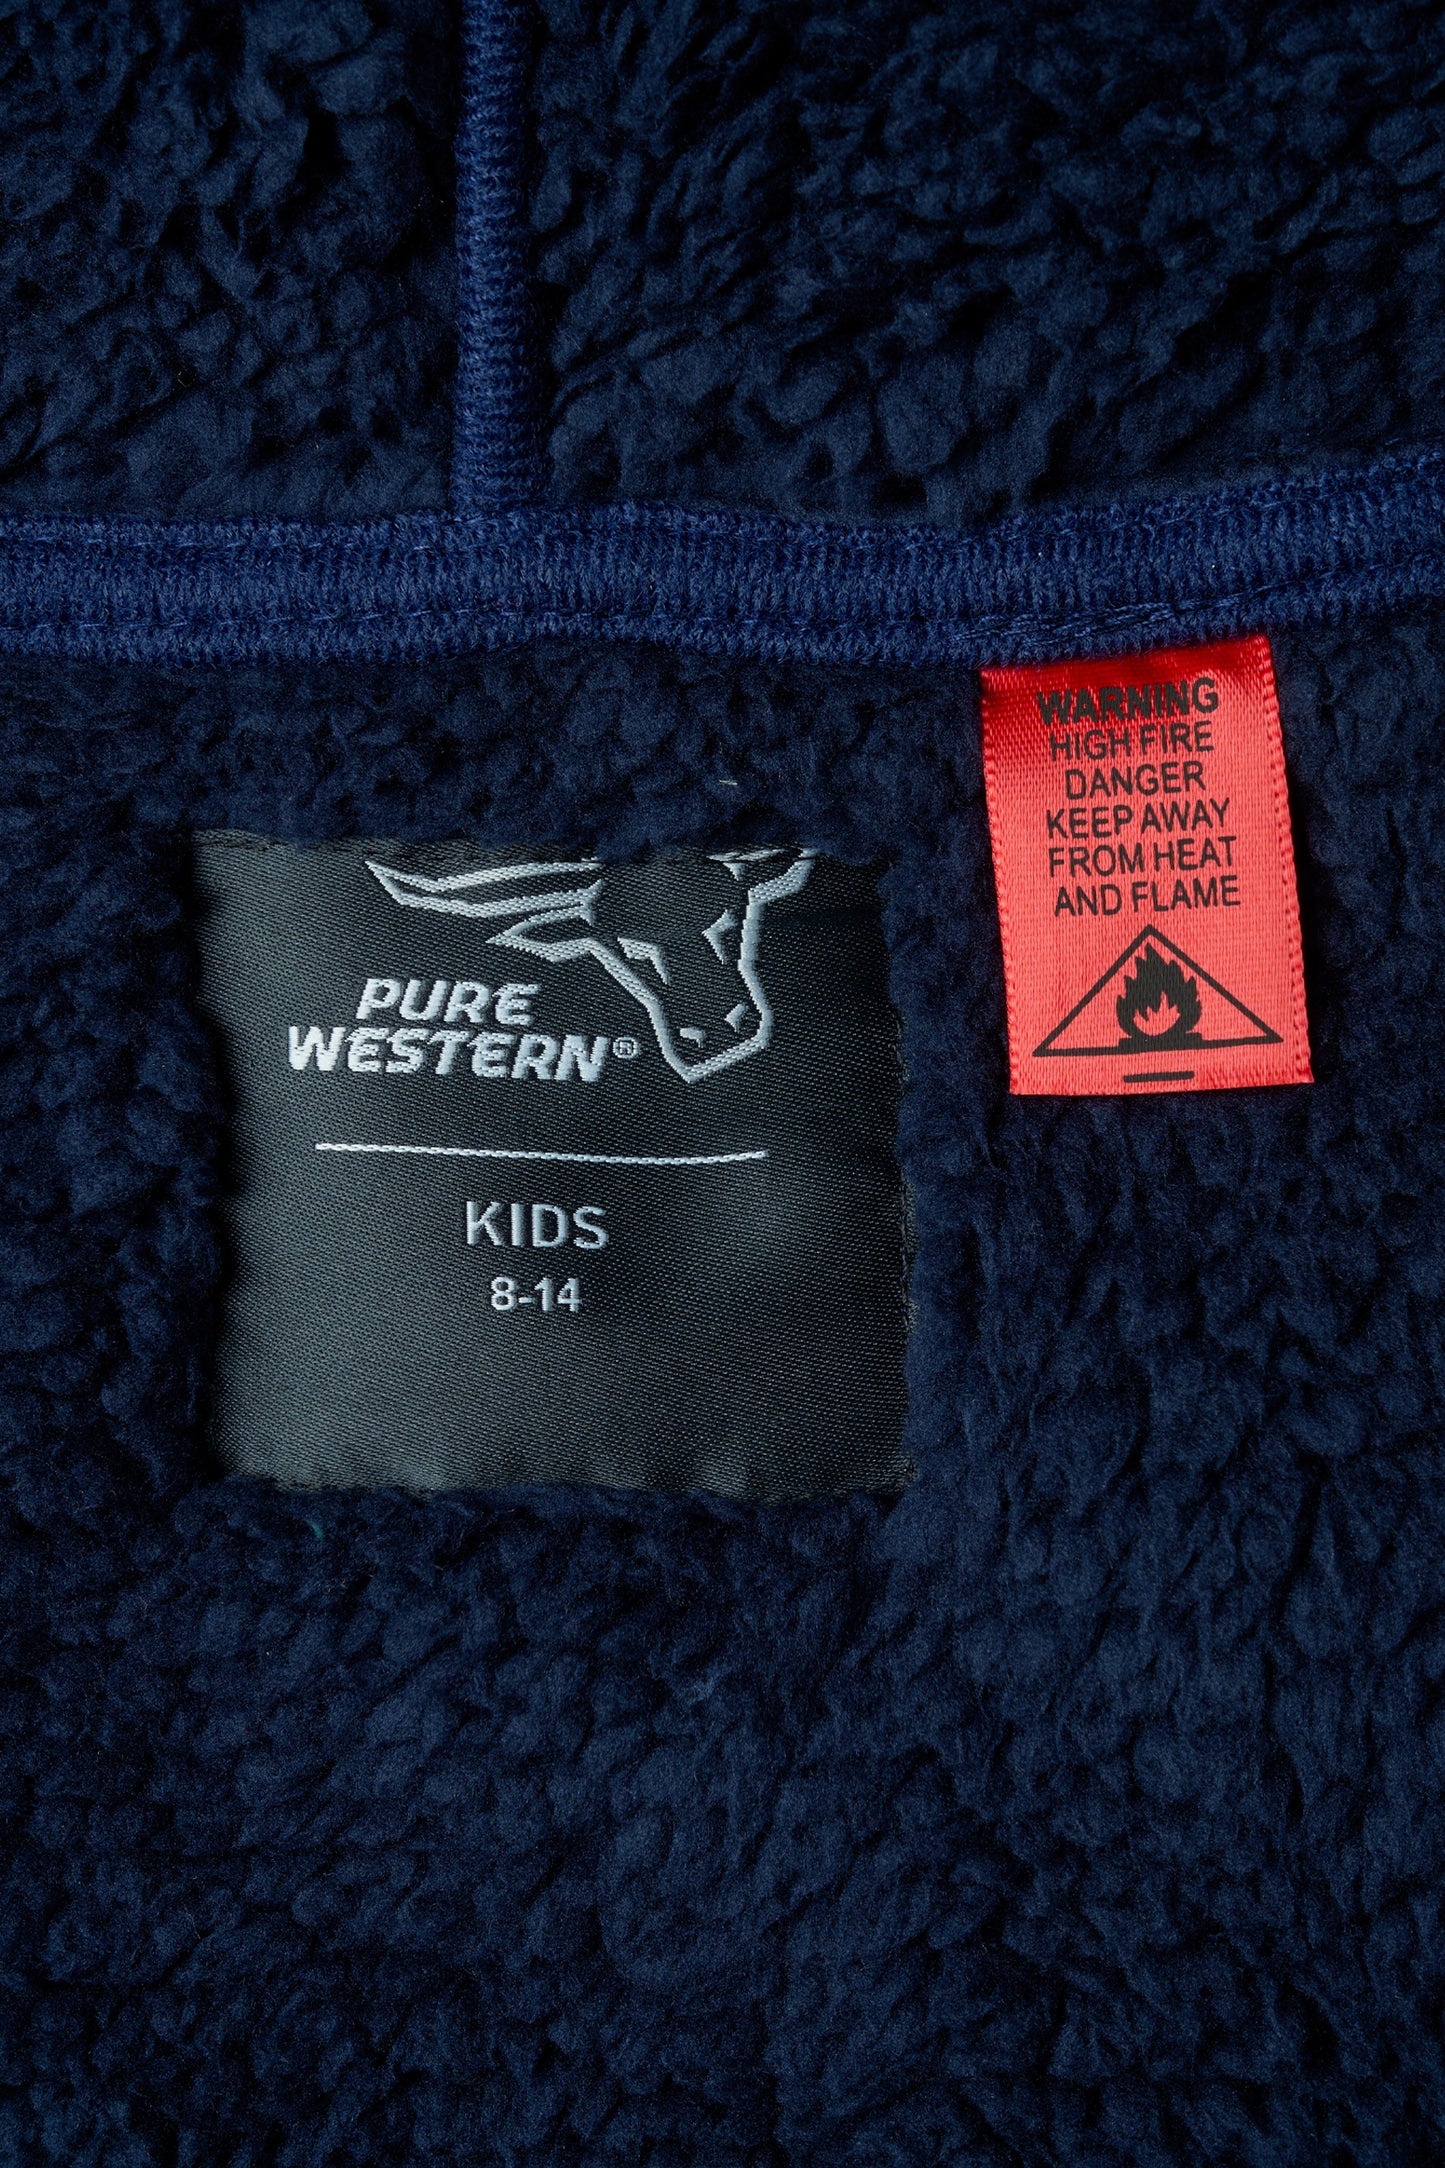 PURE
WESTERN®
KIDS
8-14
WARNING
HIGH FIRE
DANGER
KEEP AWAY
FROM HEAT
AND FLAME